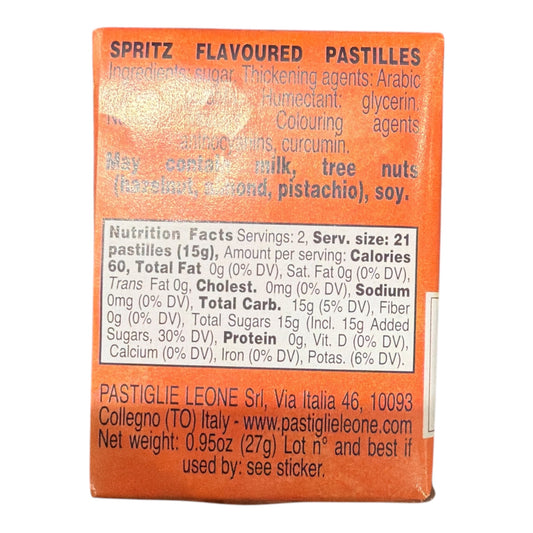 SPRITZ FLAVOURED PASTILLES
Ingredients: sugar. Thickening agents: Arabic
Humectant: glycerin.
Colouring agents
curcumin.
May contain milk, tree nuts
(hazelnut, almond, pistachio), soy.
Nutrition Facts Servings: 2, Serv. size: 21
pastilles (15g), Amount per serving: Calories
60, Total Fat 0g (0% DV), Sat. Fat 0g (0% DV),
Trans Fat 0g, Cholest. 0mg (0% DV), Sodium
0mg (0% DV), Total Carb. 15g (5% DV), Fiber
0g (0% DV), Total Sugars 15g (Incl. 15g Added
Sugars, 30% DV), Protein 0g, Vit. D (0% DV),
Calcium (0% DV), Iron (0% DV), Potas. (6% DV).
PASTIGLIE LEONE Srl, Via Italia 46, 10093
Collegno (TO) Italy - www.pastiglieleone.com
Net weight: 0.95oz (27g) Lot n° and best if
used by: see sticker.